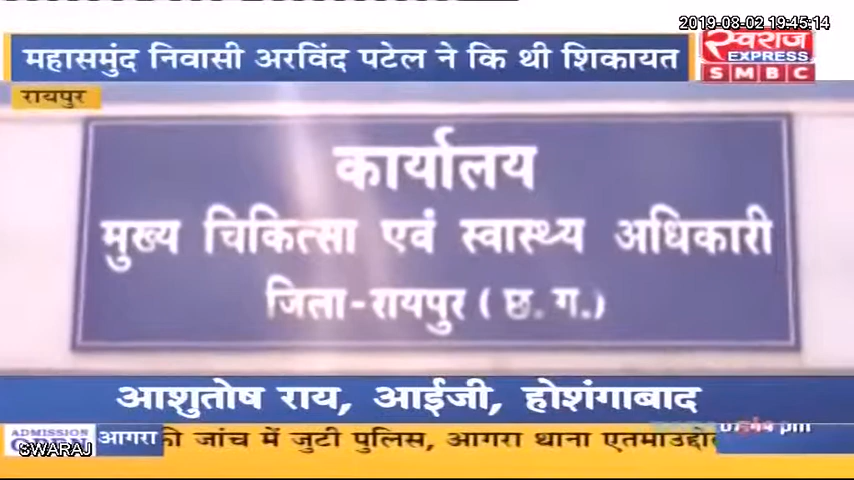 2019-08-02 19:45:14
महासमुंद निवासी अरविंद पटेल ने कि थी शिकायत
स्वराज
EXPRESS
SMBC
रायपुर
कार्यालय
मुख्य चिकित्सा एवं स्वास्थ्य अधिकारी
जिला-रायपुर ( छ. ग.)
आशुतोष राय, आईजी, होशंगाबाद
ADMISSION
OPEN
SWARAJ
आगरा
की जांच में जुटी पुलिस, आगरा थाना